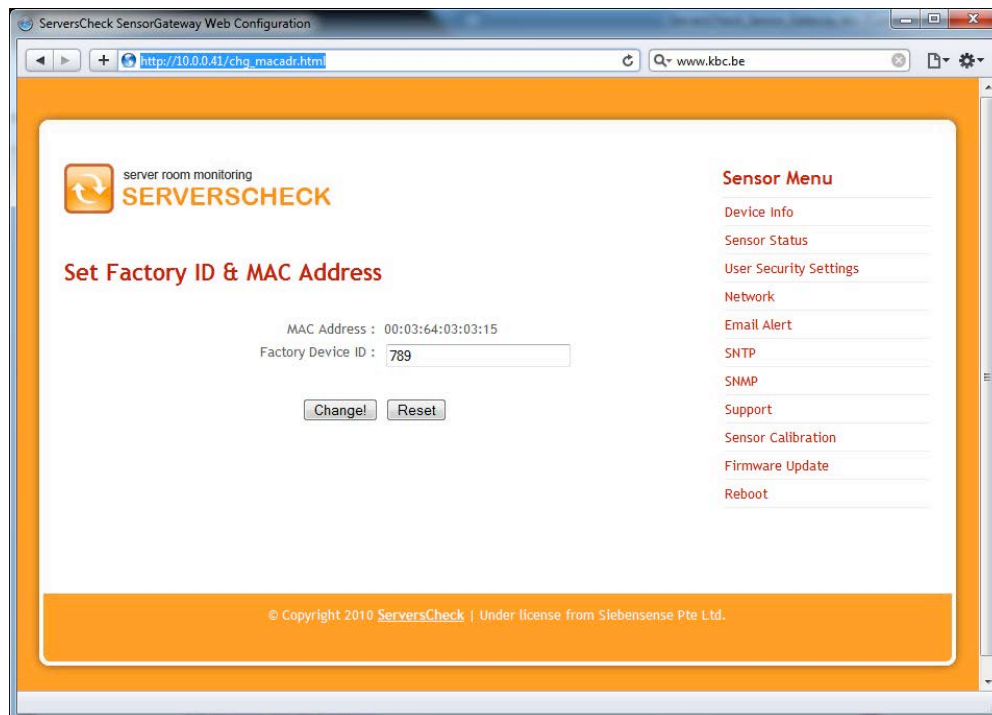 ServersCheck SensorGateway Web Configuration
http://10.0.0.41/chg_macadr.html
www.kbc.be
server room monitoring
SERVERSCHECK
Set Factory ID & MAC Address
MAC Address : 00:03:64:03:03:15
Factory Device ID : 789
Change! Reset
Sensor Menu
Device Info
Sensor Status
User Security Settings
Network
Email Alert
SNTP
SNMP
Support
Sensor Calibration
Firmware Update
Reboot
© Copyright 2010 ServersCheck | Under license from Siebensense Pte Ltd.